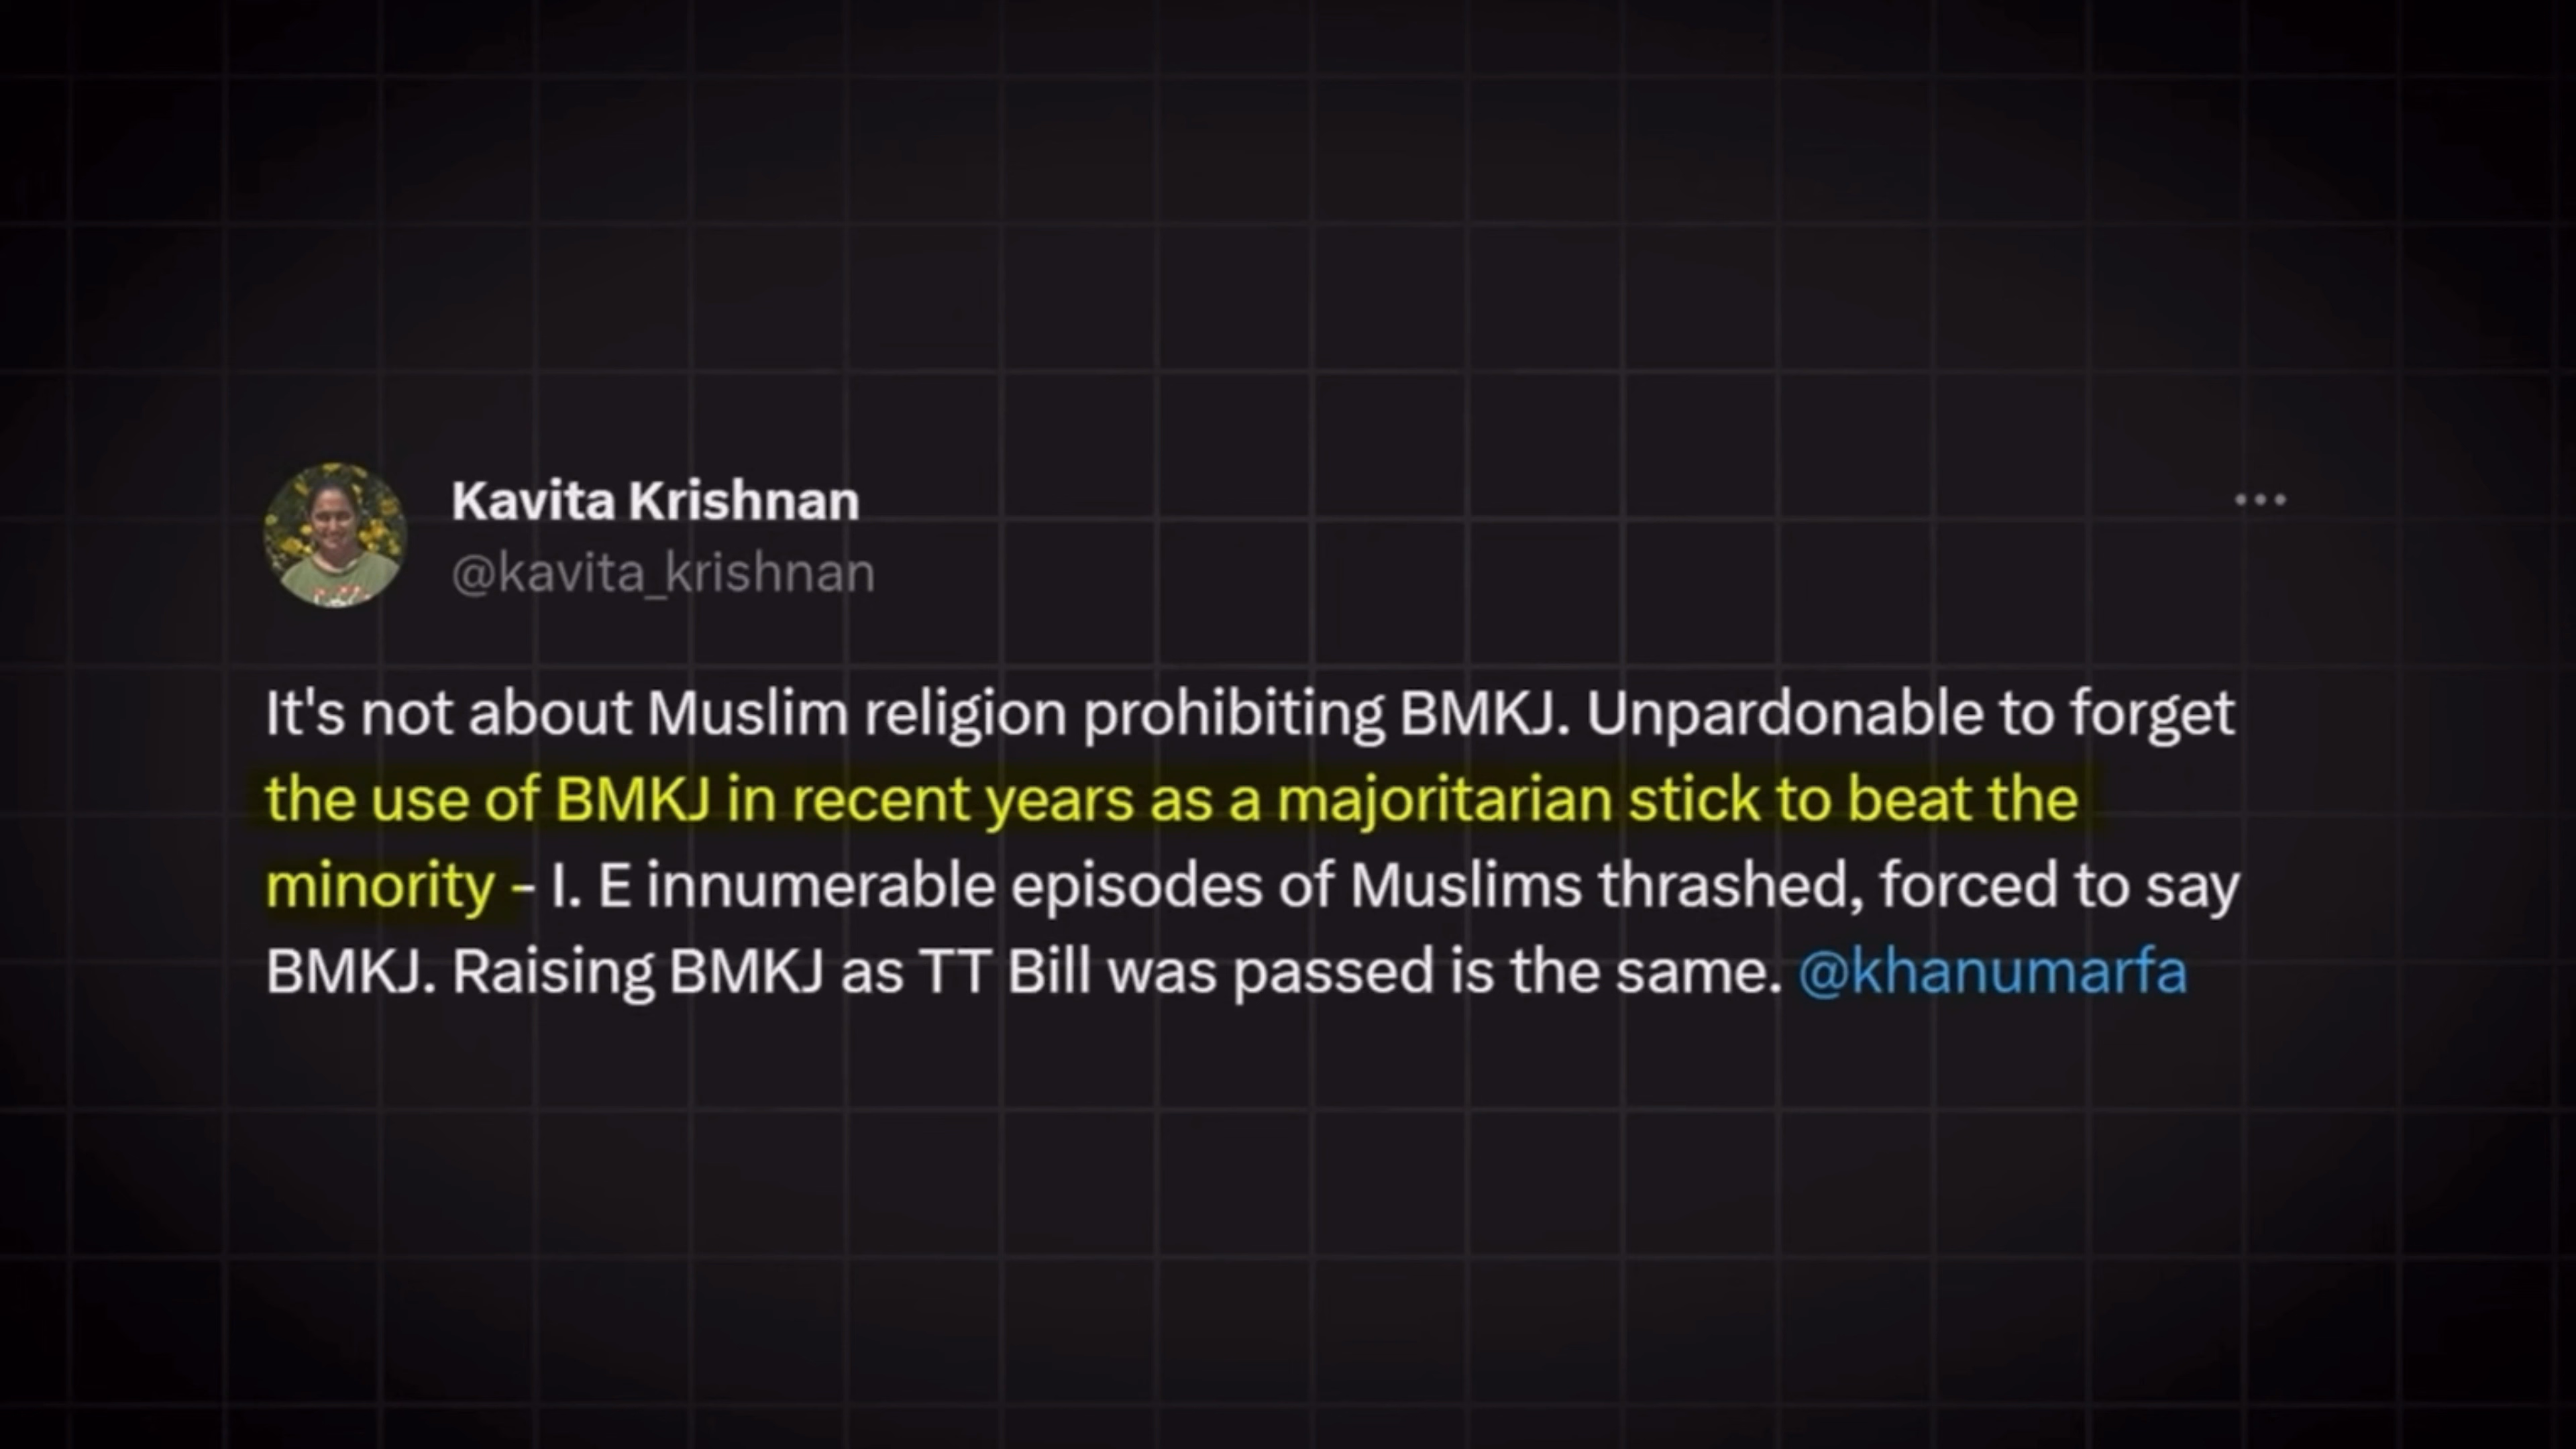 Kavita Krishnan
@kavita_krishnan
It's not about Muslim religion prohibiting BMKJ. Unpardonable to forget
the use of BMKJ in recent years as a majoritarian stick to beat the
minority - I. E innumerable episodes of Muslims thrashed, forced to say
BMKJ. Raising BMKJ as TT Bill was passed is the same. @khanumarfa